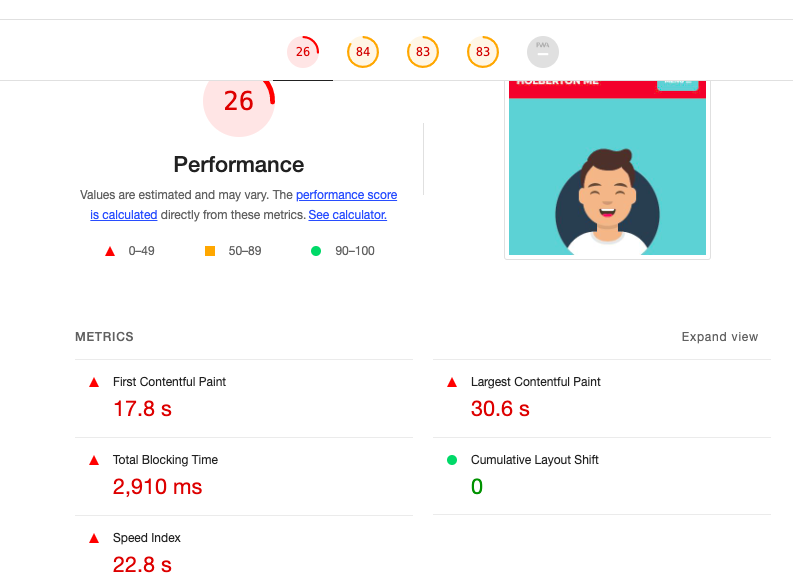 26 84 83 83 PWA
26
Performance
Values are estimated and may vary. The performance score
is calculated directly from these metrics. See calculator.
0–49 50–89 90–100
HOLBERTON ME
METRICS Expand view
First Contentful Paint
17.8 s
Largest Contentful Paint
30.6 s
Total Blocking Time
2,910 ms
Cumulative Layout Shift
0
Speed Index
22.8 s